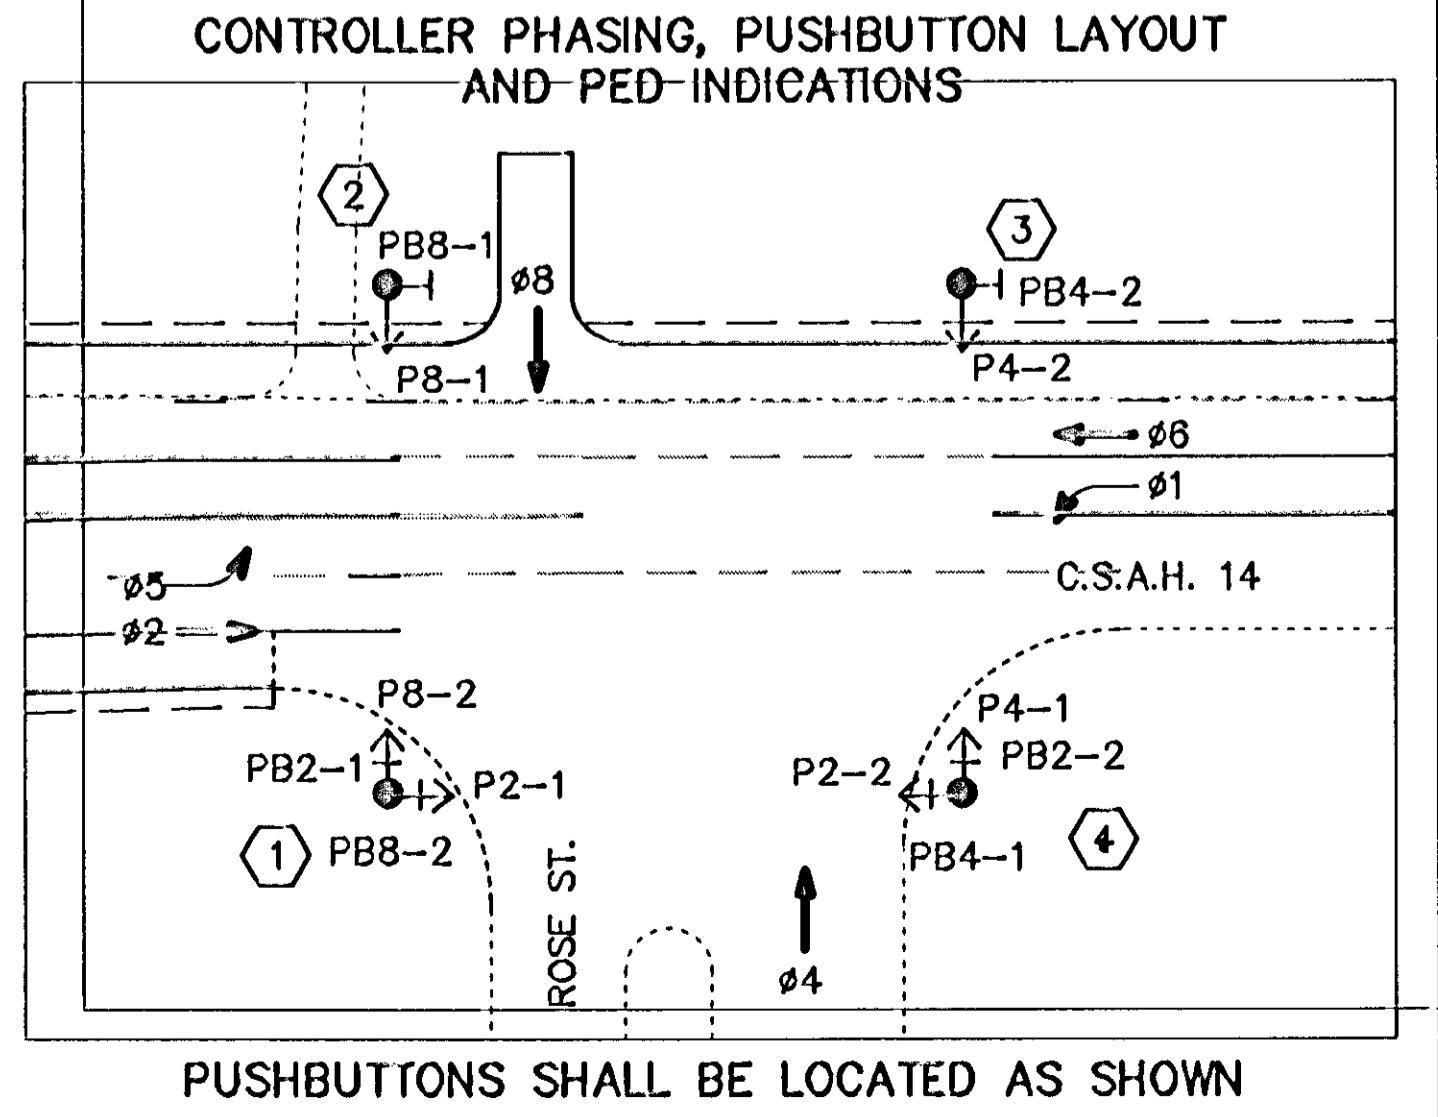 CONTROLLER PHASING, PUSHBUTTON LAYOUT
AND PED INDICATIONS
2
3
PB8-1
ø8
PB4-2
P8-1
P4-2
ø6
ø1
ø5
C.S.A.H. 14
ø2
P8-2
P4-1
PB2-1
P2-1
P2-2
PB2-2
1
PB8-2
ROSE ST.
PB4-1
4
ø4
PUSHBUTTONS SHALL BE LOCATED AS SHOWN